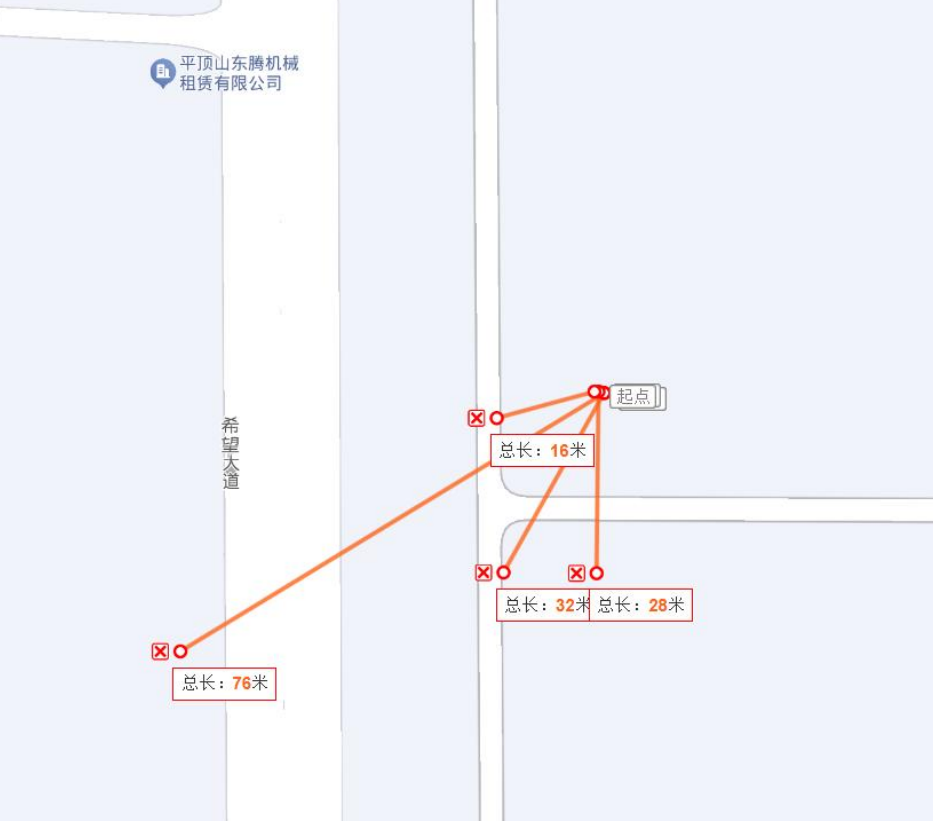 平顶山东腾机械
租赁有限公司
起点
希望大道
总长：16米
总长：32米
总长：28米
总长：76米